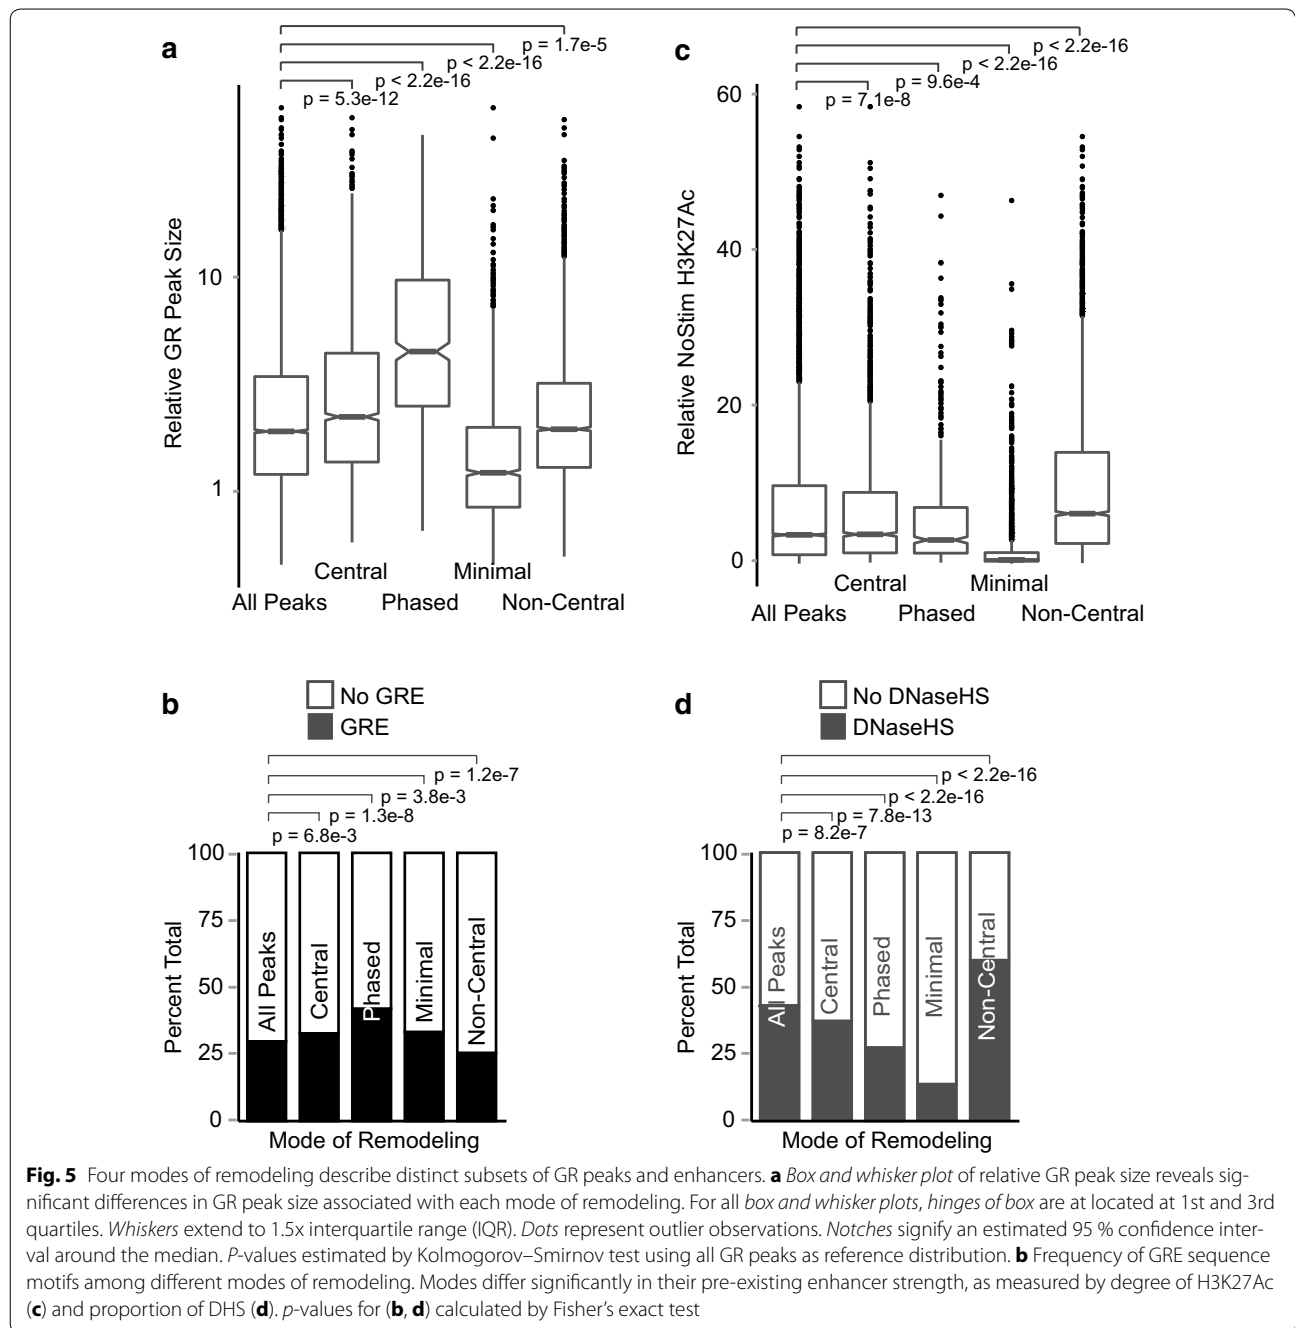 a
p = 1.7e-5
p < 2.2e-16
p < 2.2e-16
p = 5.3e-12
Relative GR Peak Size
10
1
Central
Minimal
All Peaks
Phased
Non-Central
c
p < 2.2e-16
p < 2.2e-16
p = 9.6e-4
p = 7.1e-8
Relative NoStim H3K27Ac
60
40
20
0
Central
Minimal
All Peaks
Phased
Non-Central
b
No GRE
GRE
p = 1.2e-7
p = 3.8e-3
p = 1.3e-8
p = 6.8e-3
Percent Total
100
75
50
25
0
All Peaks
Central
Phased
Minimal
Non-Central
Mode of Remodeling
d
No DNaseHS
DNaseHS
p < 2.2e-16
p < 2.2e-16
p = 7.8e-13
p = 8.2e-7
Percent Total
100
75
50
25
0
All Peaks
Central
Phased
Minimal
Non-Central
Mode of Remodeling
Fig. 5 Four modes of remodeling describe distinct subsets of GR peaks and enhancers. a Box and whisker plot of relative GR peak size reveals sig-
nificant differences in GR peak size associated with each mode of remodeling. For all box and whisker plots, hinges of box are at located at 1st and 3rd
quartiles. Whiskers extend to 1.5x interquartile range (IQR). Dots represent outlier observations. Notches signify an estimated 95 % confidence inter-
val around the median. P-values estimated by Kolmogorov–Smirnov test using all GR peaks as reference distribution. b Frequency of GRE sequence
motifs among different modes of remodeling. Modes differ significantly in their pre-existing enhancer strength, as measured by degree of H3K27Ac
(c) and proportion of DHS (d). p-values for (b, d) calculated by Fisher's exact test